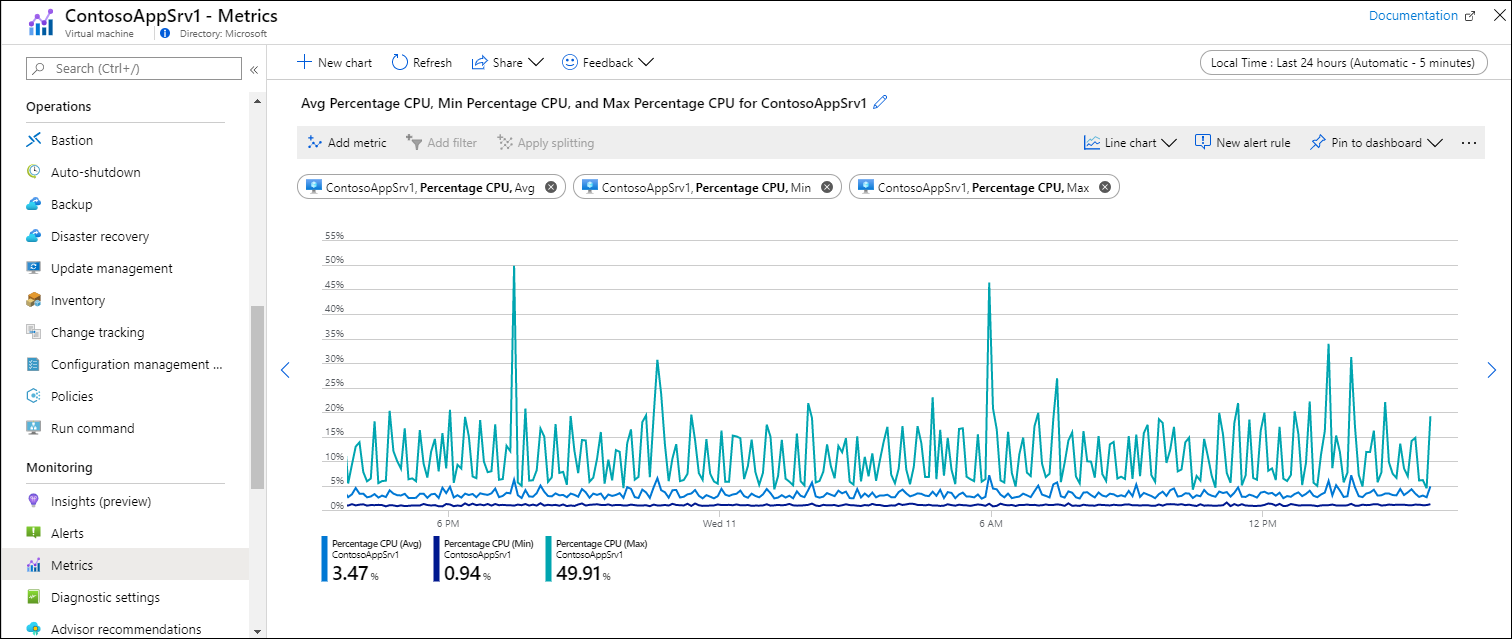 ContosoAppSrv1 - Metrics
Documentation
Virtual machine
Directory: Microsoft
Search (Ctrl+/)
«
New chart
Refresh
Share
Feedback
Local Time : Last 24 hours (Automatic - 5 minutes)
Operations
Bastion
Auto-shutdown
Backup
Disaster recovery
Update management
Inventory
Change tracking
Configuration management ...
Policies
Run command
Monitoring
Insights (preview)
Alerts
Metrics
Diagnostic settings
Advisor recommendations
Avg Percentage CPU, Min Percentage CPU, and Max Percentage CPU for ContosoAppSrv1
Add metric
Add filter
Apply splitting
Line chart
New alert rule
Pin to dashboard
...
ContosoAppSrv1, Percentage CPU, Avg
ContosoAppSrv1, Percentage CPU, Min
ContosoAppSrv1, Percentage CPU, Max
55%
50%
45%
40%
35%
30%
25%
20%
15%
10%
5%
0%
6 PM
Wed 11
6 AM
12 PM
Percentage CPU (Avg)
ContosoAppSrv1
3.47 %
Percentage CPU (Min)
ContosoAppSrv1
0.94 %
Percentage CPU (Max)
ContosoAppSrv1
49.91 %